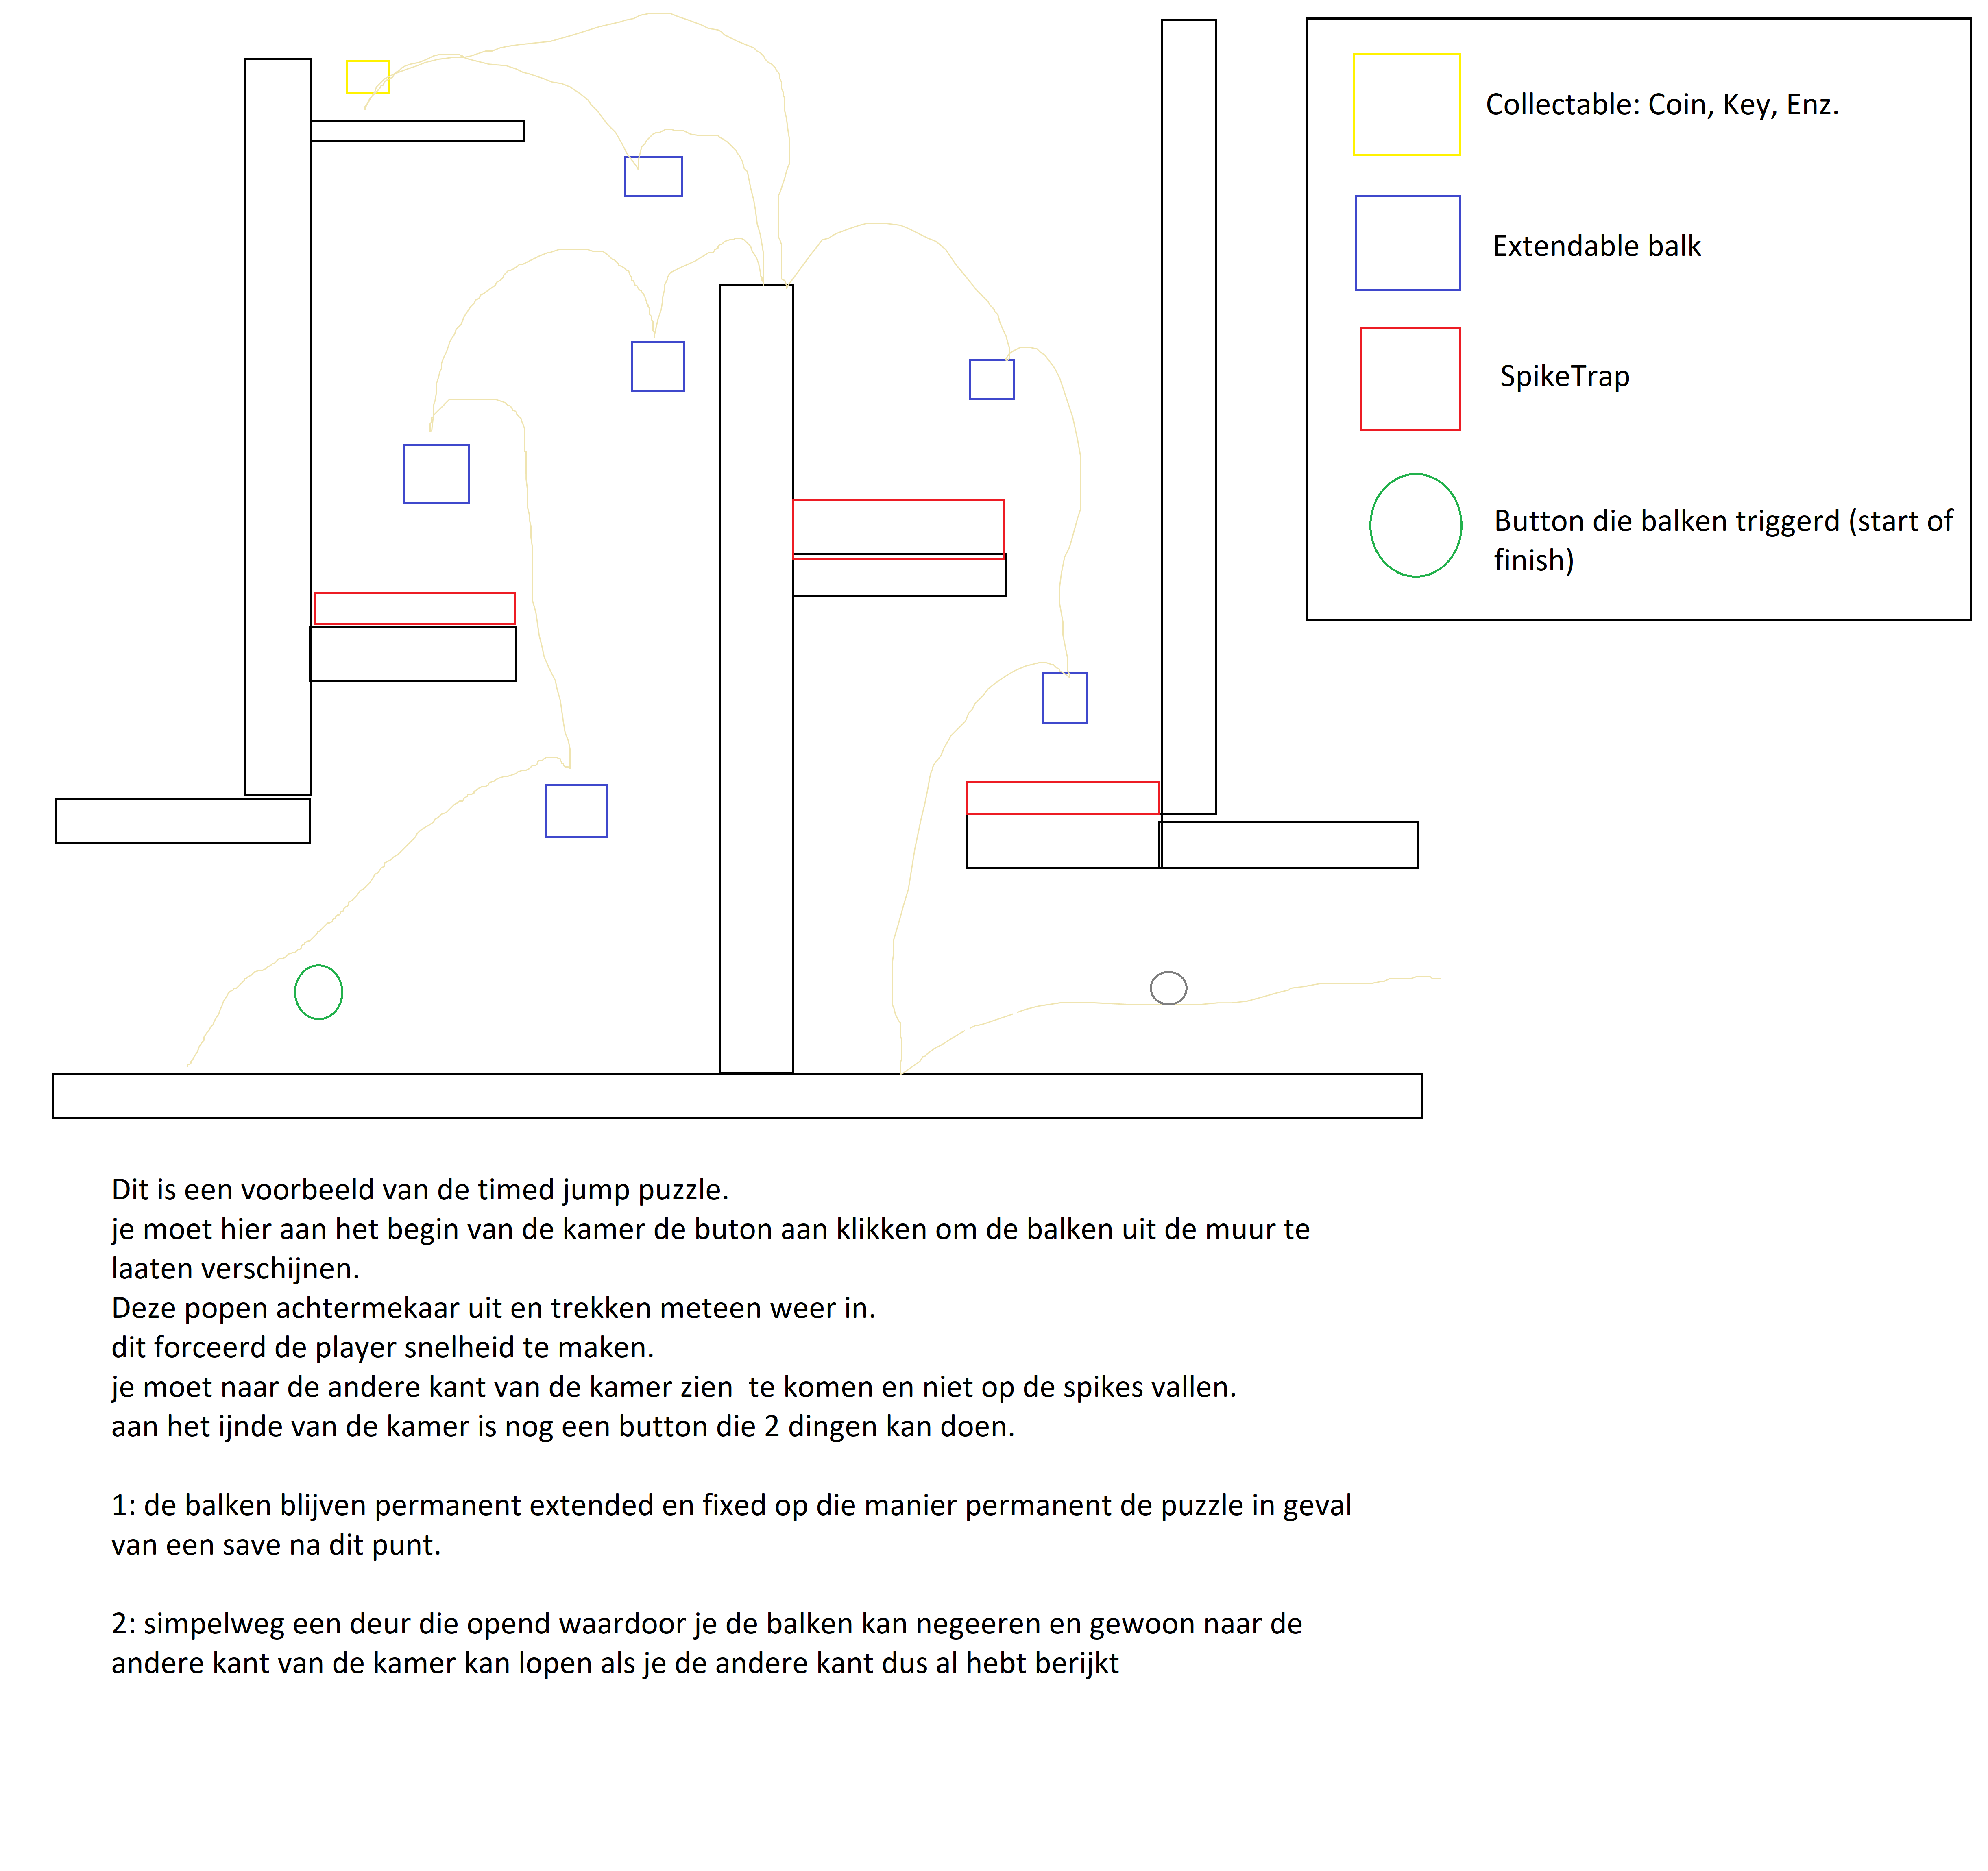 Collectable: Coin, Key, Enz.
Extendable balk
SpikeTrap
Button die balken triggerd (start of
finish)
Dit is een voorbeeld van de timed jump puzzle.
je moet hier aan het begin van de kamer de buton aan klikken om de balken uit de muur te
laaten verschijnen.
Deze popen achtermekaar uit en trekken meteen weer in.
dit forceerd de player snelheid te maken.
je moet naar de andere kant van de kamer zien  te komen en niet op de spikes vallen.
aan het ijnde van de kamer is nog een button die 2 dingen kan doen.
1: de balken blijven permanent extended en fixed op die manier permanent de puzzle in geval
van een save na dit punt.
2: simpelweg een deur die opend waardoor je de balken kan negeeren en gewoon naar de
andere kant van de kamer kan lopen als je de andere kant dus al hebt berijkt